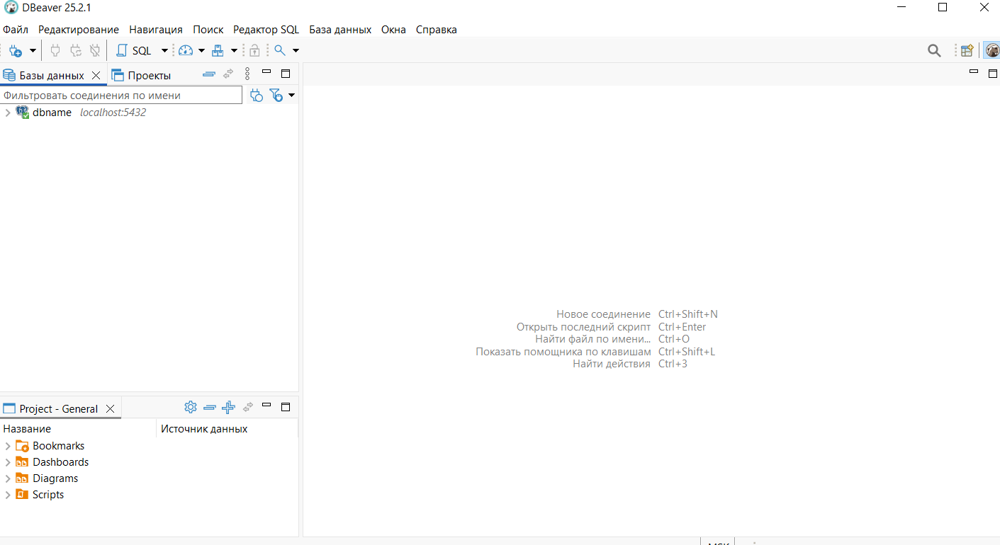 DBeaver 25.2.1
Файл Редактирование Навигация Поиск Редактор SQL База данных Окна Справка
SQL
Базы данных Проекты
Фильтровать соединения по имени
dbname localhost:5432
Новое соединение Ctrl+Shift+N
Открыть последний скрипт Ctrl+Enter
Найти файл по имени... Ctrl+O
Показать помощника по клавишам Ctrl+Shift+L
Найти действия Ctrl+3
Project - General
Название Источник данных
Bookmarks
Dashboards
Diagrams
Scripts
MSK